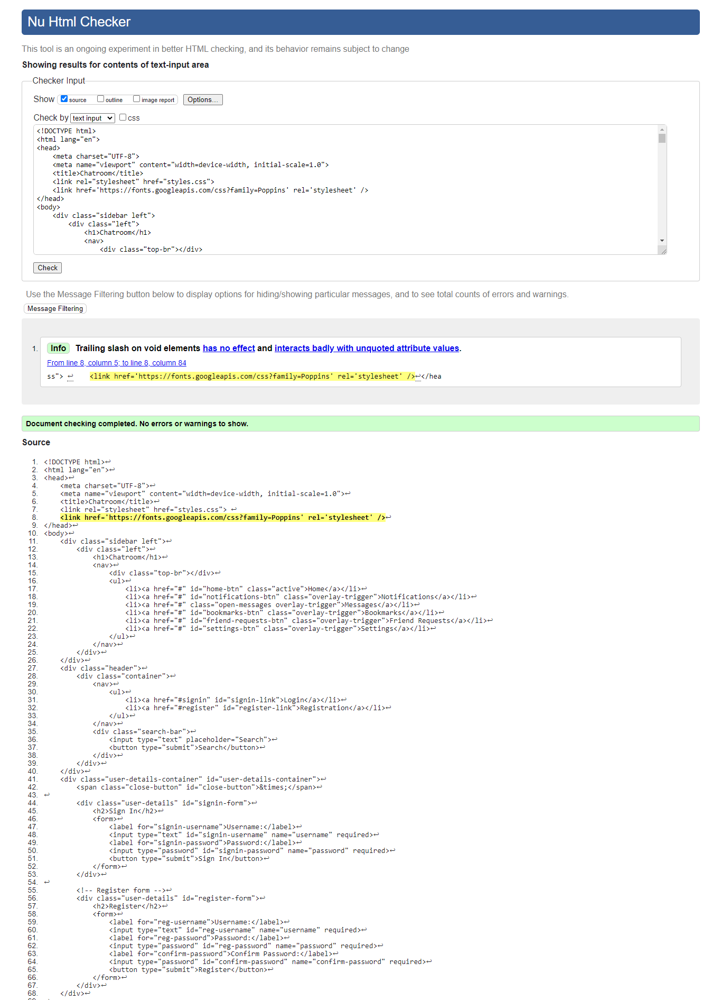 Nu Html Checker
This tool is an ongoing experiment in better HTML checking, and its behavior remains subject to change
Showing results for contents of text-input area
Checker Input
Show source outline image report Options...
Check by text input css
<!DOCTYPE html>
<html lang="en">
<head>
    <meta charset="UTF-8">
    <meta name="viewport" content="width=device-width, initial-scale=1.0">
    <title>Chatroom</title>
    <link rel="stylesheet" href="styles.css">
    <link href='https://fonts.googleapis.com/css?family=Poppins' rel='stylesheet' />
</head>
<body>
    <div class="sidebar left">
        <div class="left">
            <h1>Chatroom</h1>
            <nav>
                <div class="top-br"></div>
Check
Use the Message Filtering button below to display options for hiding/showing particular messages, and to see total counts of errors and warnings.
Message Filtering
1. Info Trailing slash on void elements has no effect and interacts badly with unquoted attribute values.
From line 8, column 5; to line 8, column 84
ss"> ↩    <link href='https://fonts.googleapis.com/css?family=Poppins' rel='stylesheet' />↩</hea
Document checking completed. No errors or warnings to show.
Source
1. <!DOCTYPE html>↩
2. <html lang="en">↩
3. <head>↩
4.     <meta charset="UTF-8">↩
5.     <meta name="viewport" content="width=device-width, initial-scale=1.0">↩
6.     <title>Chatroom</title>↩
7.     <link rel="stylesheet" href="styles.css"> ↩
8.     <link href='https://fonts.googleapis.com/css?family=Poppins' rel='stylesheet' />↩
9. </head>↩
10. <body>↩
11.     <div class="sidebar left">↩
12.         <div class="left">↩
13.             <h1>Chatroom</h1>↩
14.             <nav>↩
15.                 <div class="top-br"></div>↩
16.                 <ul>↩
17.                     <li><a href="#" id="home-btn" class="active">Home</a></li>↩
18.                     <li><a href="#" id="notifications-btn" class="overlay-trigger">Notifications</a></li>↩
19.                     <li><a href="#" class="open-messages overlay-trigger">Messages</a></li>↩
20.                     <li><a href="#" id="bookmarks-btn" class="overlay-trigger">Bookmarks</a></li>↩
21.                     <li><a href="#" id="friend-requests-btn" class="overlay-trigger">Friend Requests</a></li>↩
22.                     <li><a href="#" id="settings-btn" class="overlay-trigger">Settings</a></li>↩
23.                 </ul>↩
24.             </nav>↩
25.         </div>↩
26.     </div>↩
27.     <div class="header">↩
28.         <div class="container">↩
29.             <nav>↩
30.                 <ul>↩
31.                     <li><a href="#signin" id="signin-link">Login</a></li>↩
32.                     <li><a href="#register" id="register-link">Registration</a></li>↩
33.                 </ul>↩
34.             </nav>↩
35.             <div class="search-bar">↩
36.                 <input type="text" placeholder="Search">↩
37.                 <button type="submit">Search</button>↩
38.             </div>↩
39.         </div>↩
40.     </div>↩
41.     <div class="user-details-container" id="user-details-container">↩
42.         <span class="close-button" id="close-button">&times;</span>↩
43. ↩
44.         <div class="user-details" id="signin-form">↩
45.             <h2>Sign In</h2>↩
46.             <form>↩
47.                 <label for="signin-username">Username:</label>↩
48.                 <input type="text" id="signin-username" name="username" required>↩
49.                 <label for="signin-password">Password:</label>↩
50.                 <input type="password" id="signin-password" name="password" required>↩
51.                 <button type="submit">Sign In</button>↩
52.             </form>↩
53.         </div>↩
54. ↩
55.         <!-- Register form -->↩
56.         <div class="user-details" id="register-form">↩
57.             <h2>Register</h2>↩
58.             <form>↩
59.                 <label for="reg-username">Username:</label>↩
60.                 <input type="text" id="reg-username" name="username" required>↩
61.                 <label for="reg-password">Password:</label>↩
62.                 <input type="password" id="reg-password" name="password" required>↩
63.                 <label for="confirm-password">Confirm Password:</label>↩
64.                 <input type="password" id="confirm-password" name="confirm-password" required>↩
65.                 <button type="submit">Register</button>↩
66.             </form>↩
67.         </div>↩
68.     </div>↩